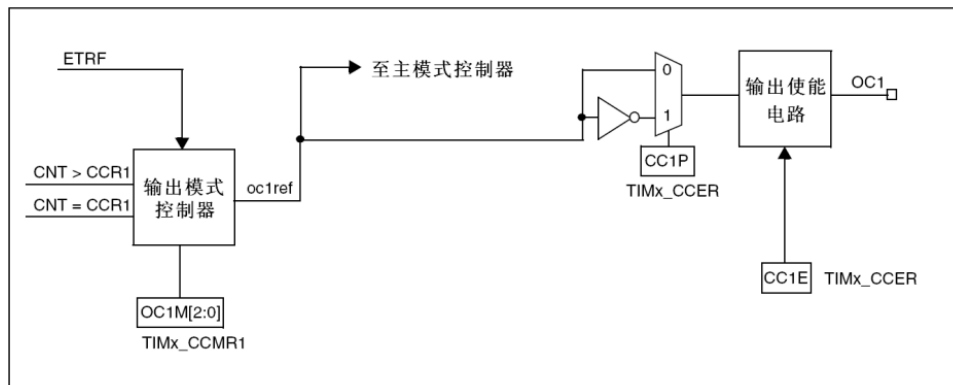 ETRF
至主模式控制器
0
1
CC1P
TIMx_CCER
输出使能
电路
OC1
CNT > CCR1
CNT = CCR1
输出模式
控制器
oc1ref
CC1E
TIMx_CCER
OC1M[2:0]
TIMx_CCMR1